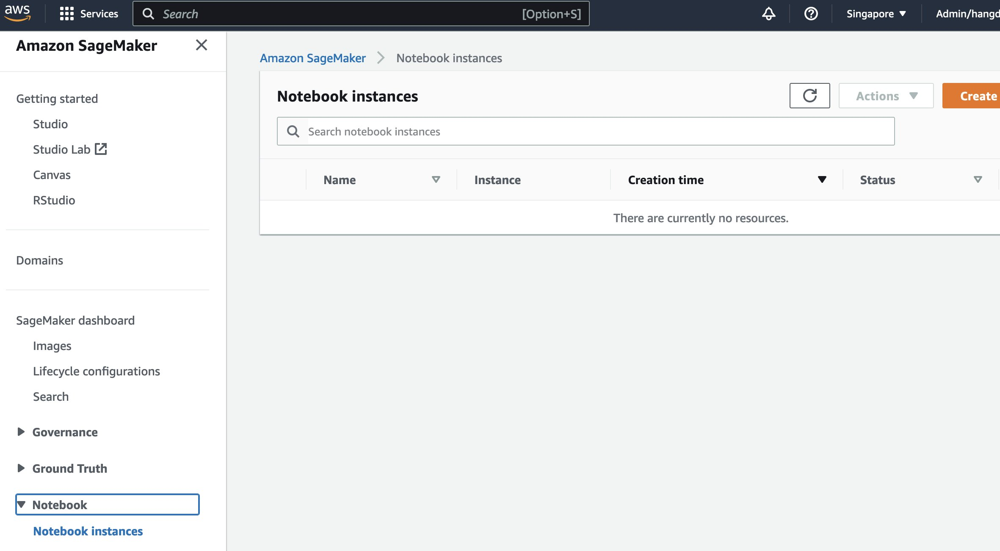 aws
Services
Search
[Option+S]
Singapore
Admin/hangd
Amazon SageMaker
Getting started
Studio
Studio Lab
Canvas
RStudio
Domains
SageMaker dashboard
Images
Lifecycle configurations
Search
Governance
Ground Truth
Notebook
Notebook instances
Amazon SageMaker
Notebook instances
Notebook instances
Actions
Create
Search notebook instances
Name
Instance
Creation time
Status
There are currently no resources.